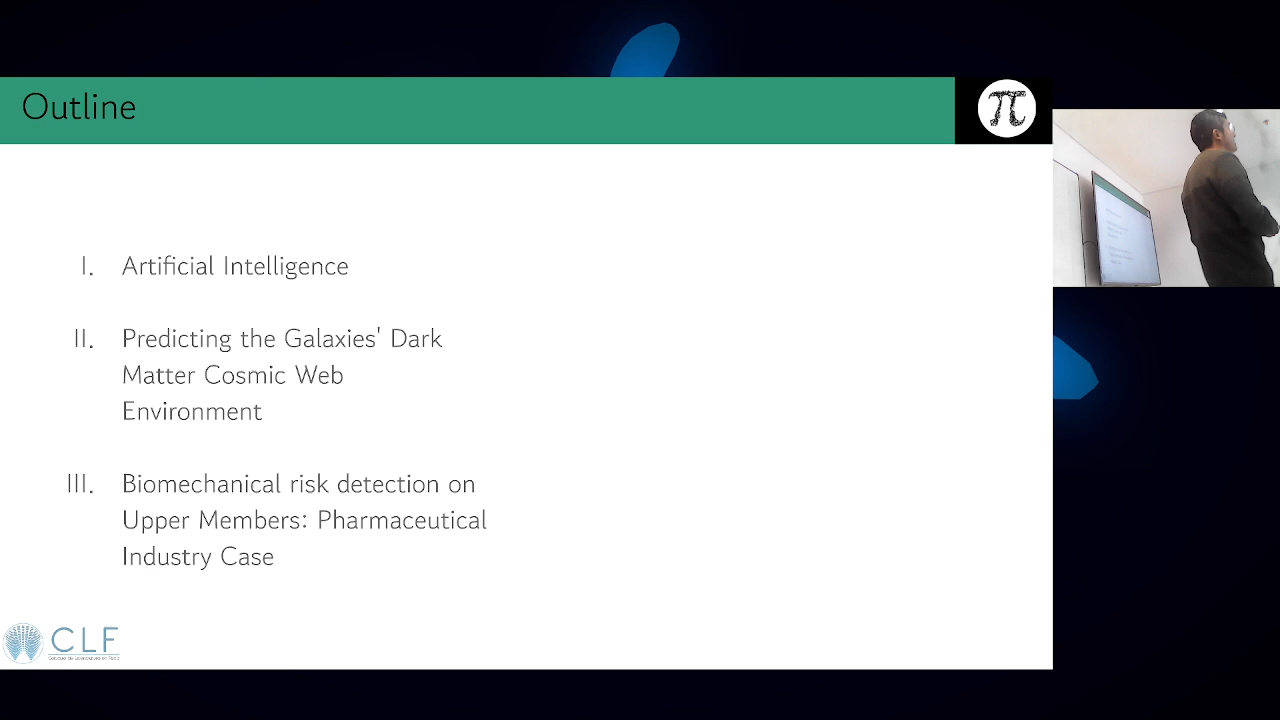 Outline
π
I. Artificial Intelligence
II. Predicting the Galaxies' Dark
Matter Cosmic Web
Environment
III. Biomechanical risk detection on
Upper Members: Pharmaceutical
Industry Case
CLF